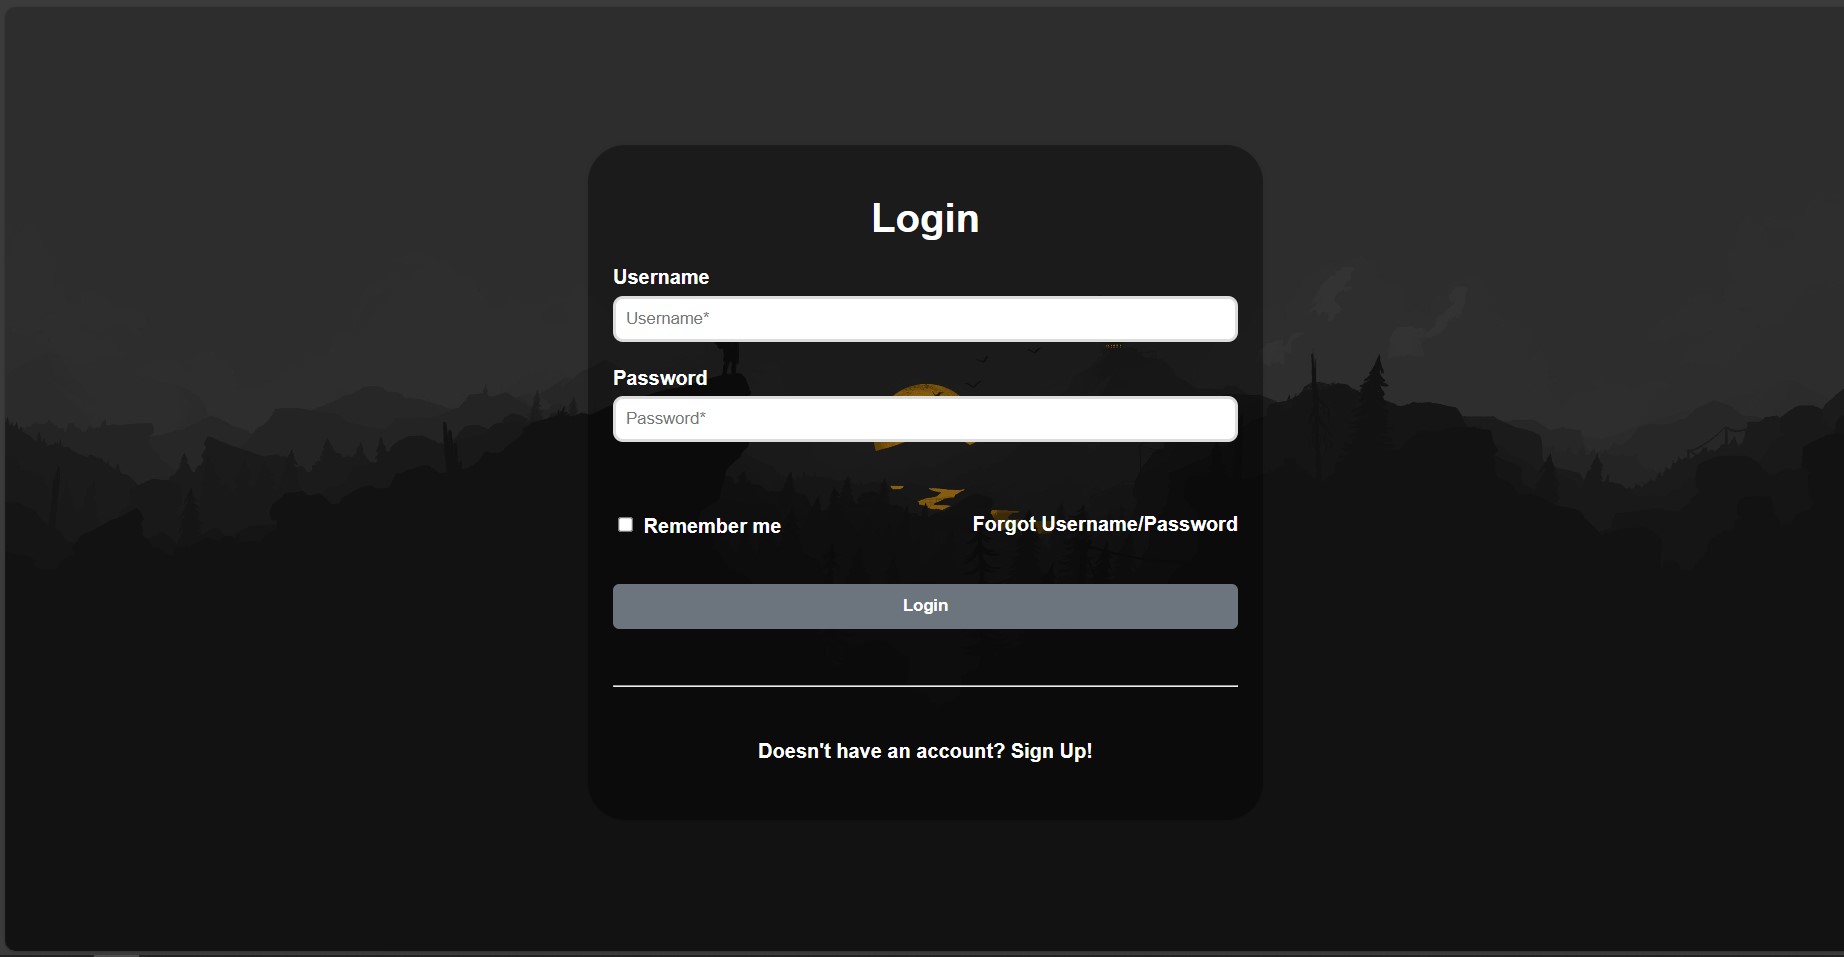 Login
Username
Username*
Password
Password*
Remember me
Forgot Username/Password
Login
Doesn't have an account? Sign Up!